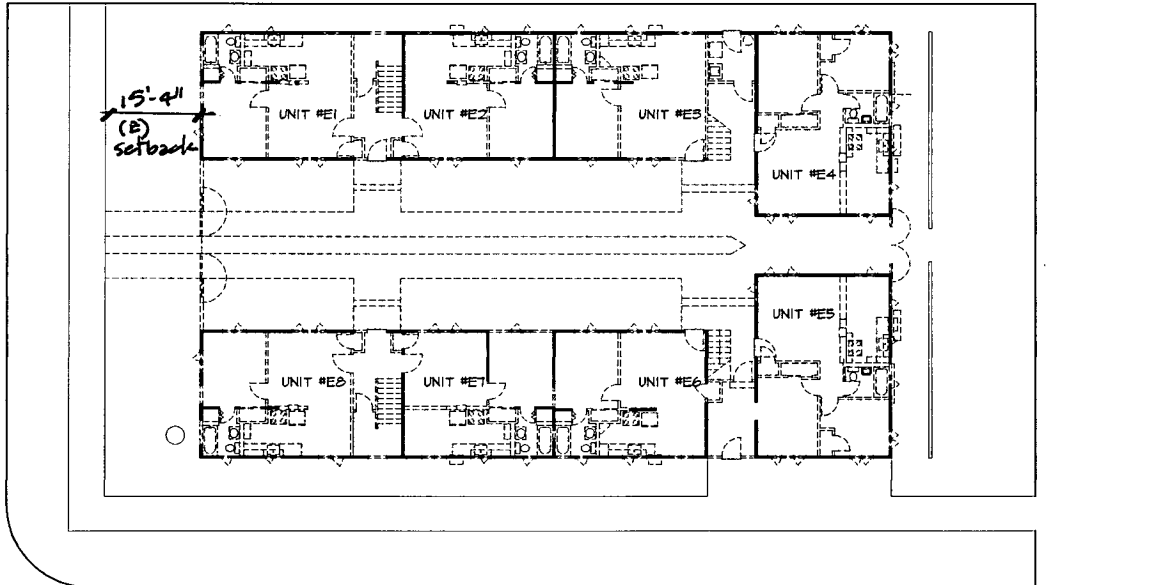 15'-4"
(E)
setback
UNIT #E1
UNIT #E2
UNIT #E3
UNIT #E4
UNIT #E5
UNIT #E8
UNIT #E7
UNIT #E6